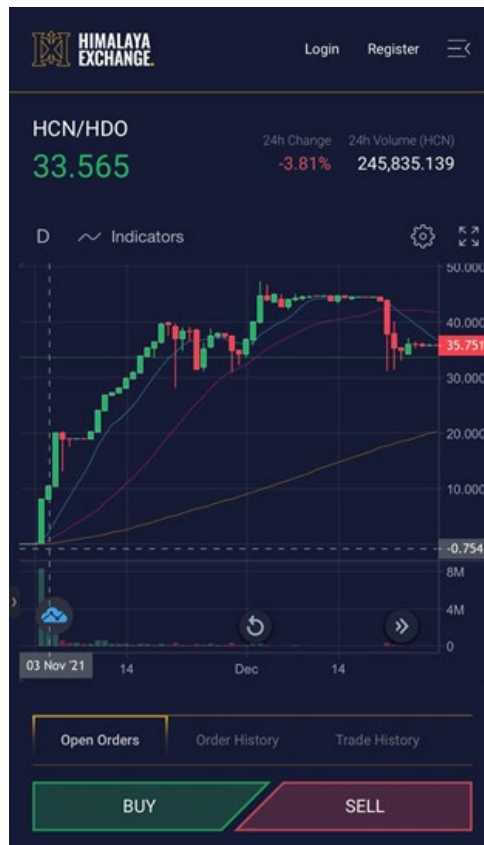 HIMALAYA
EXCHANGE.
Login Register
HCN/HDO
33.565
24h Change 24h Volume (HCN)
-3.81% 245,835.139
D Indicators
50.000
40.000
35.751
30.000
20.000
10.000
-0.754
8M
4M
0
03 Nov '21 14 Dec 14
Open Orders Order History Trade History
BUY SELL